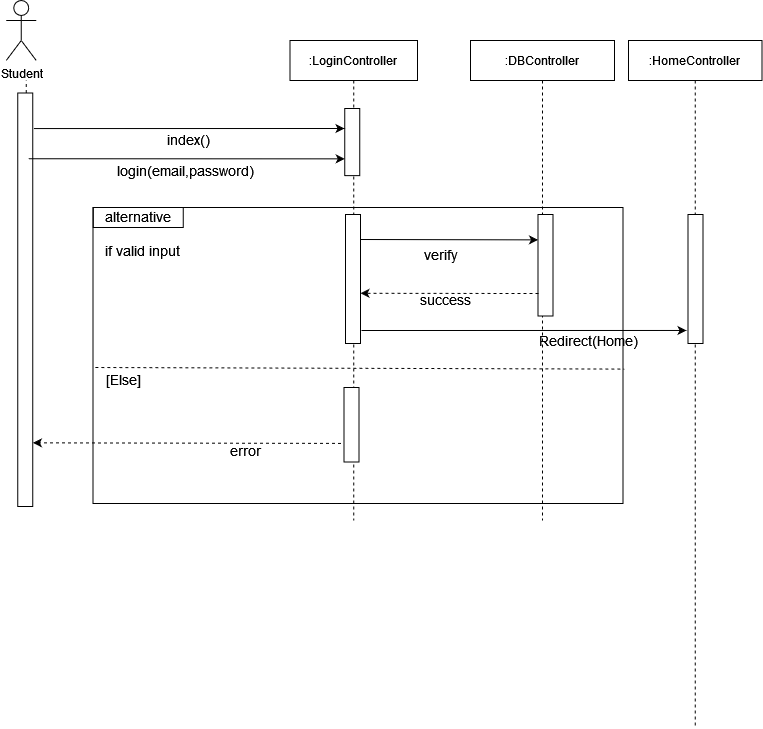 Student
:LoginController
:DBController
:HomeController
index()
login(email,password)
alternative
if valid input
verify
success
Redirect(Home)
[Else]
error